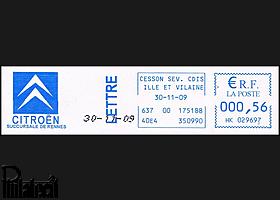 CITROËN
SUCCURSALE DE RENNES
30-11-09
LETTRE
CESSON SEV. CDIS
ILLE ET VILAINE
30-11-09
637 00 175188
4DE4 350990
€ R.F.
LA POSTE
000,56
HK 029697